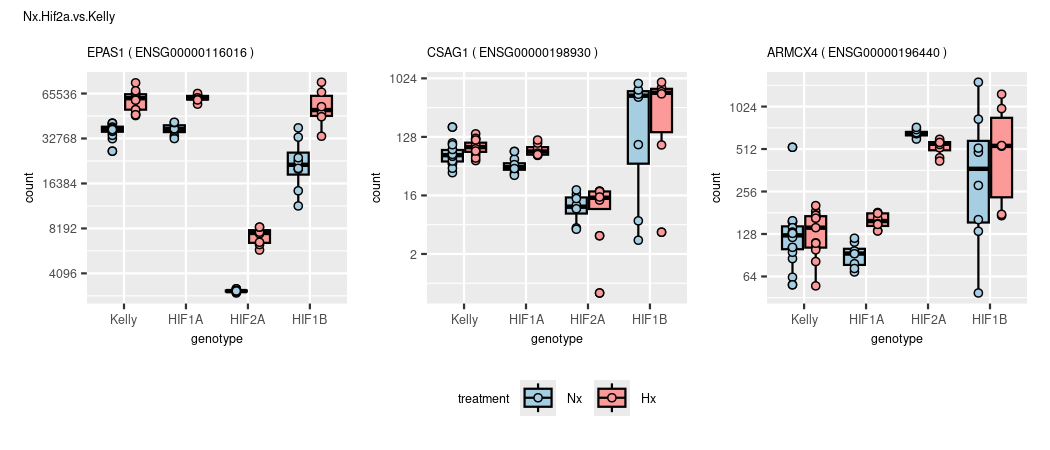 Nx.Hif2a.vs.Kelly
EPAS1 ( ENSG00000116016 )
65536
32768
16384
8192
4096
count
Kelly HIF1A HIF2A HIF1B
genotype
CSAG1 ( ENSG00000198930 )
1024
128
16
2
count
Kelly HIF1A HIF2A HIF1B
genotype
ARMCX4 ( ENSG00000196440 )
1024
512
256
128
64
count
Kelly HIF1A HIF2A HIF1B
genotype
treatment Nx Hx